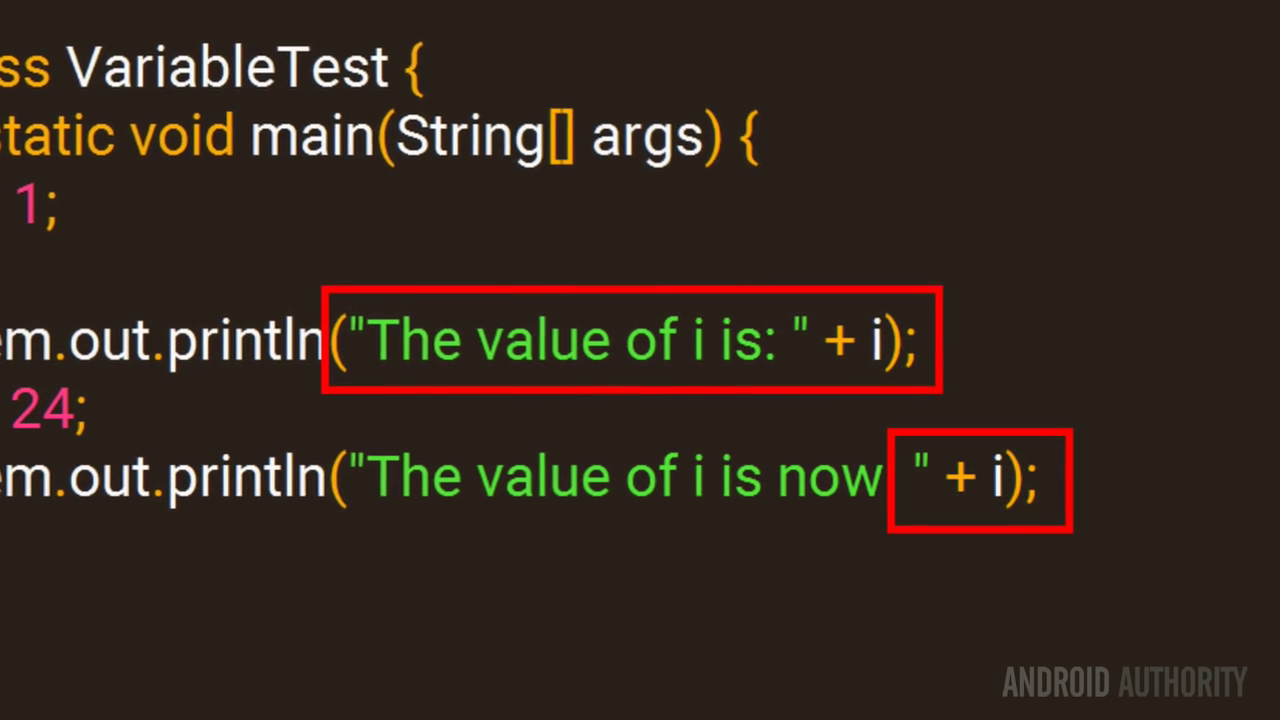 ss VariableTest {
static void main(String[] args) {
1;
em.out.println("The value of i is: " + i);
24;
em.out.println("The value of i is now " + i);
ANDROID AUTHORITY